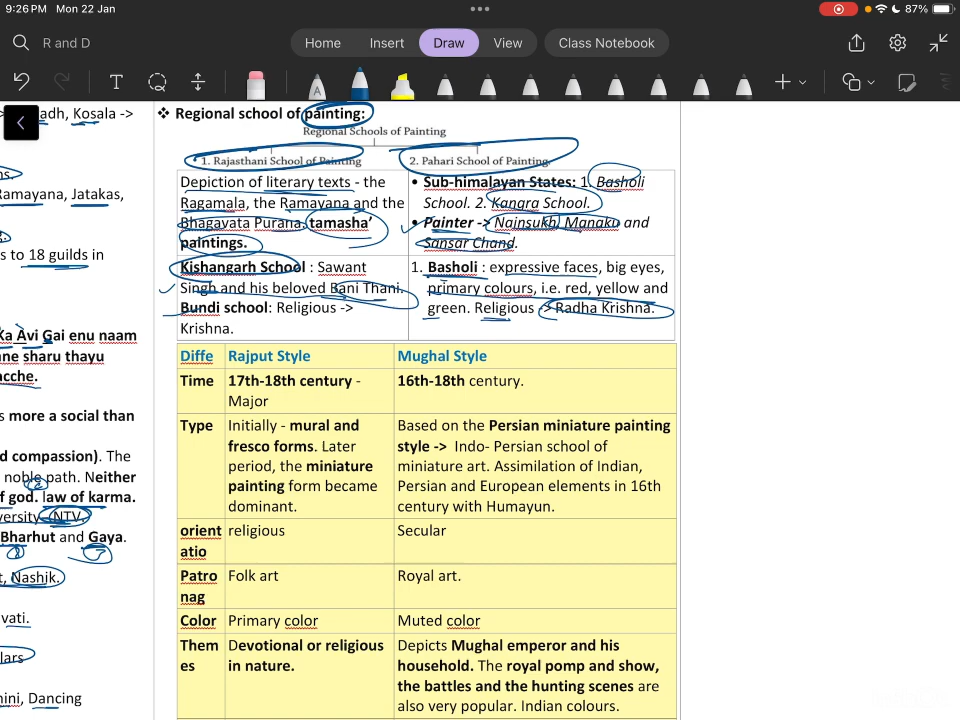 9:26 PM Mon 22 Jan
87%
R and D
Home Insert Draw View Class Notebook
T
A
adh, Kosala ->
ns.
Ramayana, Jatakas,
s to 18 guilds in
Ka Avi Gai enu naam
ne sharu thayu
acche.
s more a social than
d compassion). The
noble path. Neither
f god. law of karma.
versity -NTV.
Bharhut and Gaya.
t, Nashik.
vati.
lars
nini, Dancing
❖ Regional school of painting:
Regional Schools of Painting
1. Rajasthani School of Painting 2. Pahari School of Painting
Depiction of literary texts - the
Ragamala, the Ramayana and the
Bhagavata Purana, tamasha'
paintings.
• Sub-himalayan States: 1. Basholi
School. 2. Kangra School.
• Painter -> Nainsukh, Manaku and
Sansar Chand.
Kishangarh School : Sawant
Singh and his beloved Bani Thani.
Bundi school: Religious ->
Krishna.
1. Basholi : expressive faces, big eyes,
primary colours, i.e. red, yellow and
green. Religious -> Radha Krishna.
Diffe Rajput Style Mughal Style
Time 17th-18th century -
Major
16th-18th century.
Type Initially - mural and
fresco forms. Later
period, the miniature
painting form became
dominant.
Based on the Persian miniature painting
style -> Indo- Persian school of
miniature art. Assimilation of Indian,
Persian and European elements in 16th
century with Humayun.
orient
atio
religious Secular
Patro
nag
Folk art Royal art.
Color Primary color Muted color
Them
es
Devotional or religious
in nature.
Depicts Mughal emperor and his
household. The royal pomp and show,
the battles and the hunting scenes are
also very popular. Indian colours.